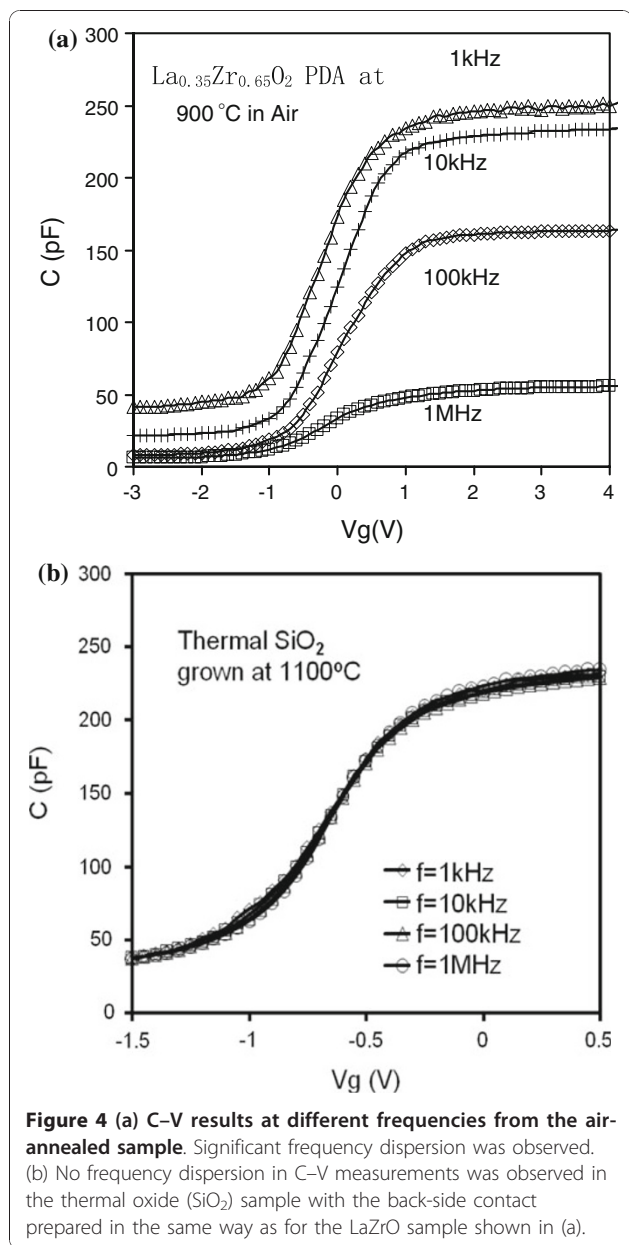 (a)
300
250
200
150
100
50
0
C (pF)
La₀.₃₅Zr₀.₆₅O₂ PDA at
900 °C in Air
1kHz
10kHz
100kHz
1MHz
-3 -2 -1 0 1 2 3 4
Vg(V)
(b)
300
250
200
150
100
50
0
C (pF)
Thermal SiO₂
grown at 1100ºC
f=1kHz
f=10kHz
f=100kHz
f=1MHz
-1.5 -1 -0.5 0 0.5
Vg (V)
Figure 4 (a) C–V results at different frequencies from the air-
annealed sample. Significant frequency dispersion was observed.
(b) No frequency dispersion in C–V measurements was observed in
the thermal oxide (SiO₂) sample with the back-side contact
prepared in the same way as for the LaZrO sample shown in (a).